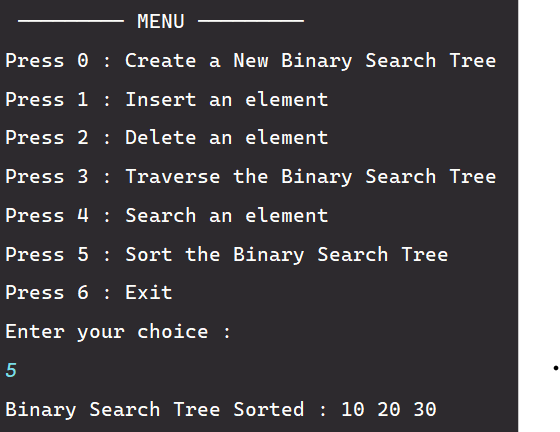 ───────── MENU ─────────
Press 0 : Create a New Binary Search Tree
Press 1 : Insert an element
Press 2 : Delete an element
Press 3 : Traverse the Binary Search Tree
Press 4 : Search an element
Press 5 : Sort the Binary Search Tree
Press 6 : Exit
Enter your choice :
5
Binary Search Tree Sorted : 10 20 30